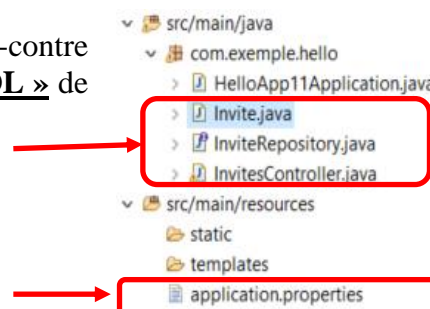 -contre
OL » de
src/main/java
com.exemple.hello
HelloApp11Application.java
Invite.java
InviteRepository.java
InvitesController.java
src/main/resources
static
templates
application.properties